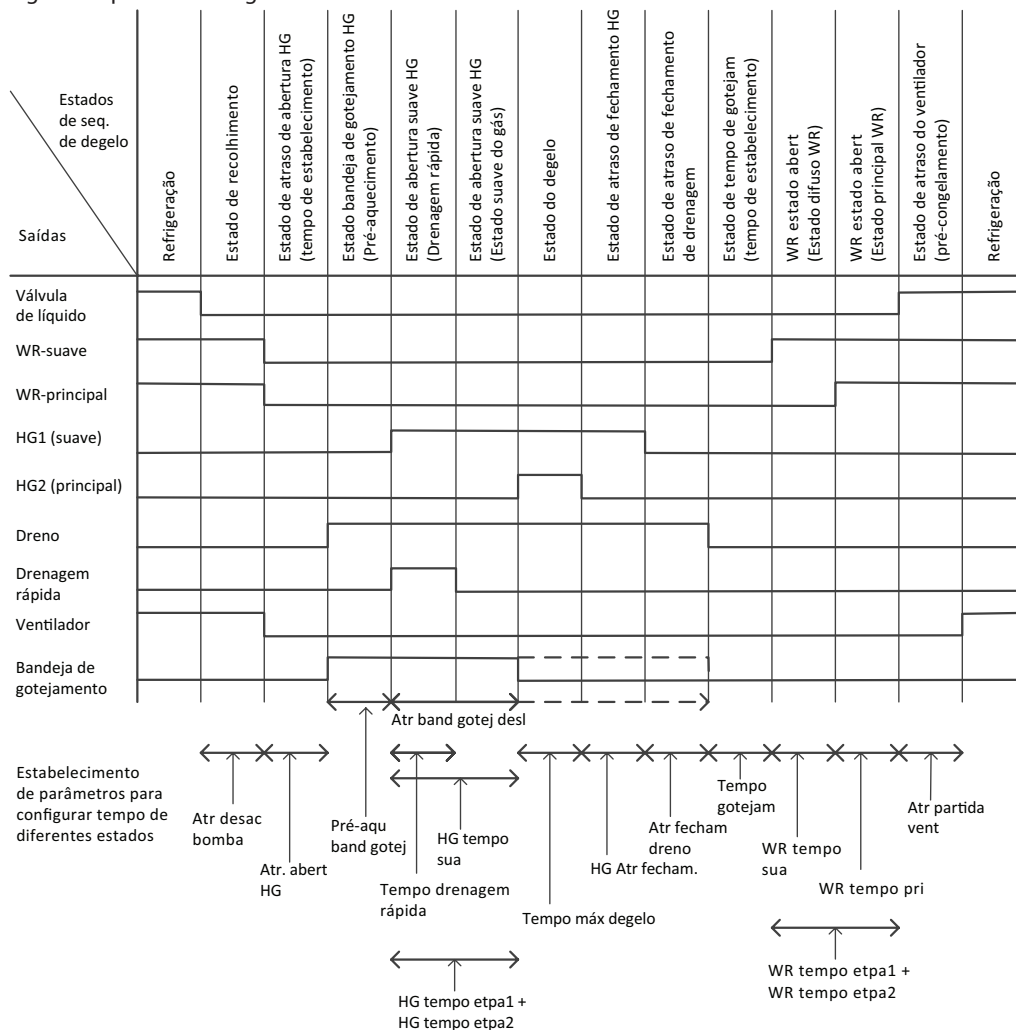 Estados
de seq.
de degelo
Saídas
Refrigeração
Estado de recolhimento
Estado de atraso de abertura HG
(tempo de estabelecimento)
Estado bandeja de gotejamento HG
(Pré-aquecimento)
Estado de abertura suave HG
(Drenagem rápida)
Estado de abertura suave HG
(Estado suave do gás)
Estado do degelo
Estado de atraso de fechamento HG
Estado de atraso de fechamento
de drenagem
Estado de tempo de gotejam
(tempo de estabelecimento)
WR estado abert
(Estado difuso WR)
WR estado abert
(Estado principal WR)
Estado de atraso do ventilador
(pré-congelamento)
Refrigeração
Válvula
de líquido
WR-suave
WR-principal
HG1 (suave)
HG2 (principal)
Dreno
Drenagem
rápida
Ventilador
Bandeja de
gotejamento
Atr band gotej desl
Estabelecimento
de parâmetros para
configurar tempo de
diferentes estados
Atr desac
bomba
Atr. abert
HG
Pré-aqu
band gotej
Tempo drenagem
rápida
HG tempo
sua
HG tempo etpa1 +
HG tempo etpa2
Tempo máx degelo
HG Atr fecham.
Atr fecham
dreno
Tempo
gotejam
WR tempo
sua
WR tempo pri
WR tempo etpa1 +
WR tempo etpa2
Atr partida
vent